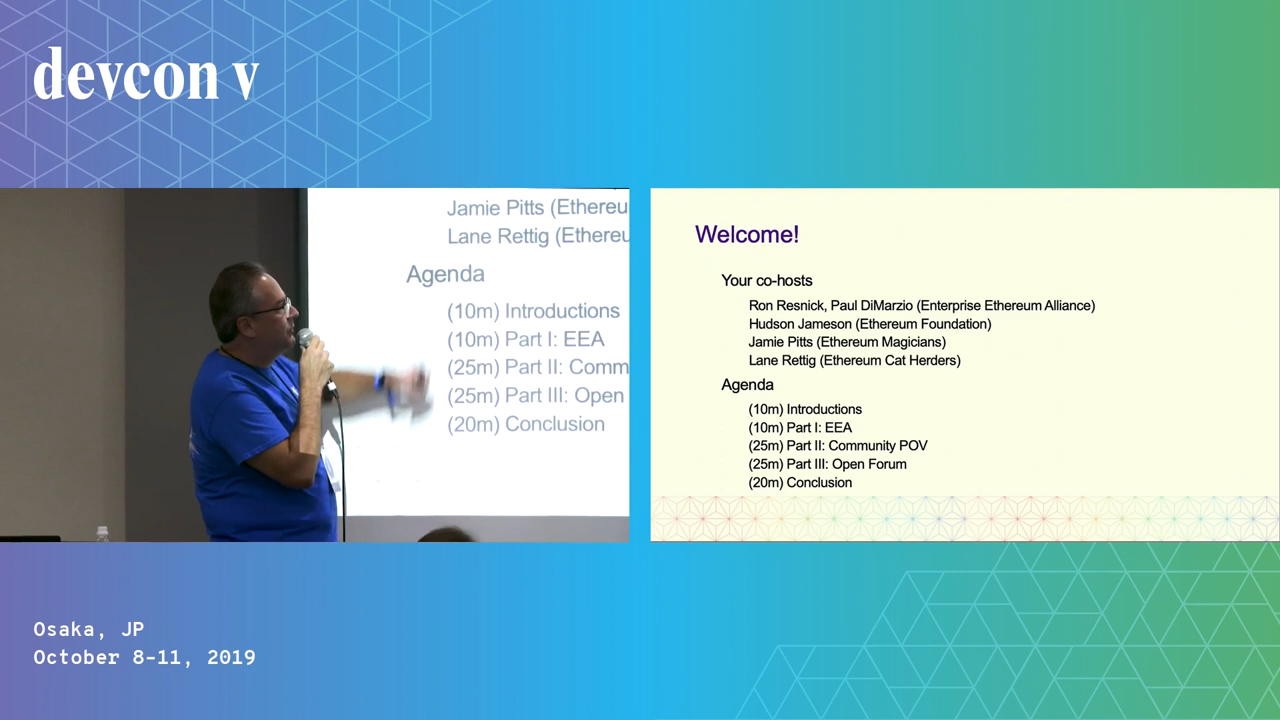 devcon v
Jamie Pitts (Ethereu
Lane Rettig (Ethereu
Agenda
(10m) Introductions
(10m) Part I: EEA
(25m) Part II: Comm
(25m) Part III: Open
(20m) Conclusion
Welcome!
Your co-hosts
Ron Resnick, Paul DiMarzio (Enterprise Ethereum Alliance)
Hudson Jameson (Ethereum Foundation)
Jamie Pitts (Ethereum Magicians)
Lane Rettig (Ethereum Cat Herders)
Agenda
(10m) Introductions
(10m) Part I: EEA
(25m) Part II: Community POV
(25m) Part III: Open Forum
(20m) Conclusion
Osaka, JP
October 8-11, 2019